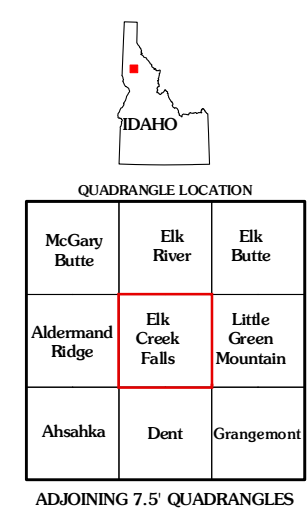 IDAHO
QUADRANGLE LOCATION
McGary
Butte
Elk
River
Elk
Butte
Aldermand
Ridge
Elk
Creek
Falls
Little
Green
Mountain
Ahsahka
Dent
Grangemont
ADJOINING 7.5' QUADRANGLES